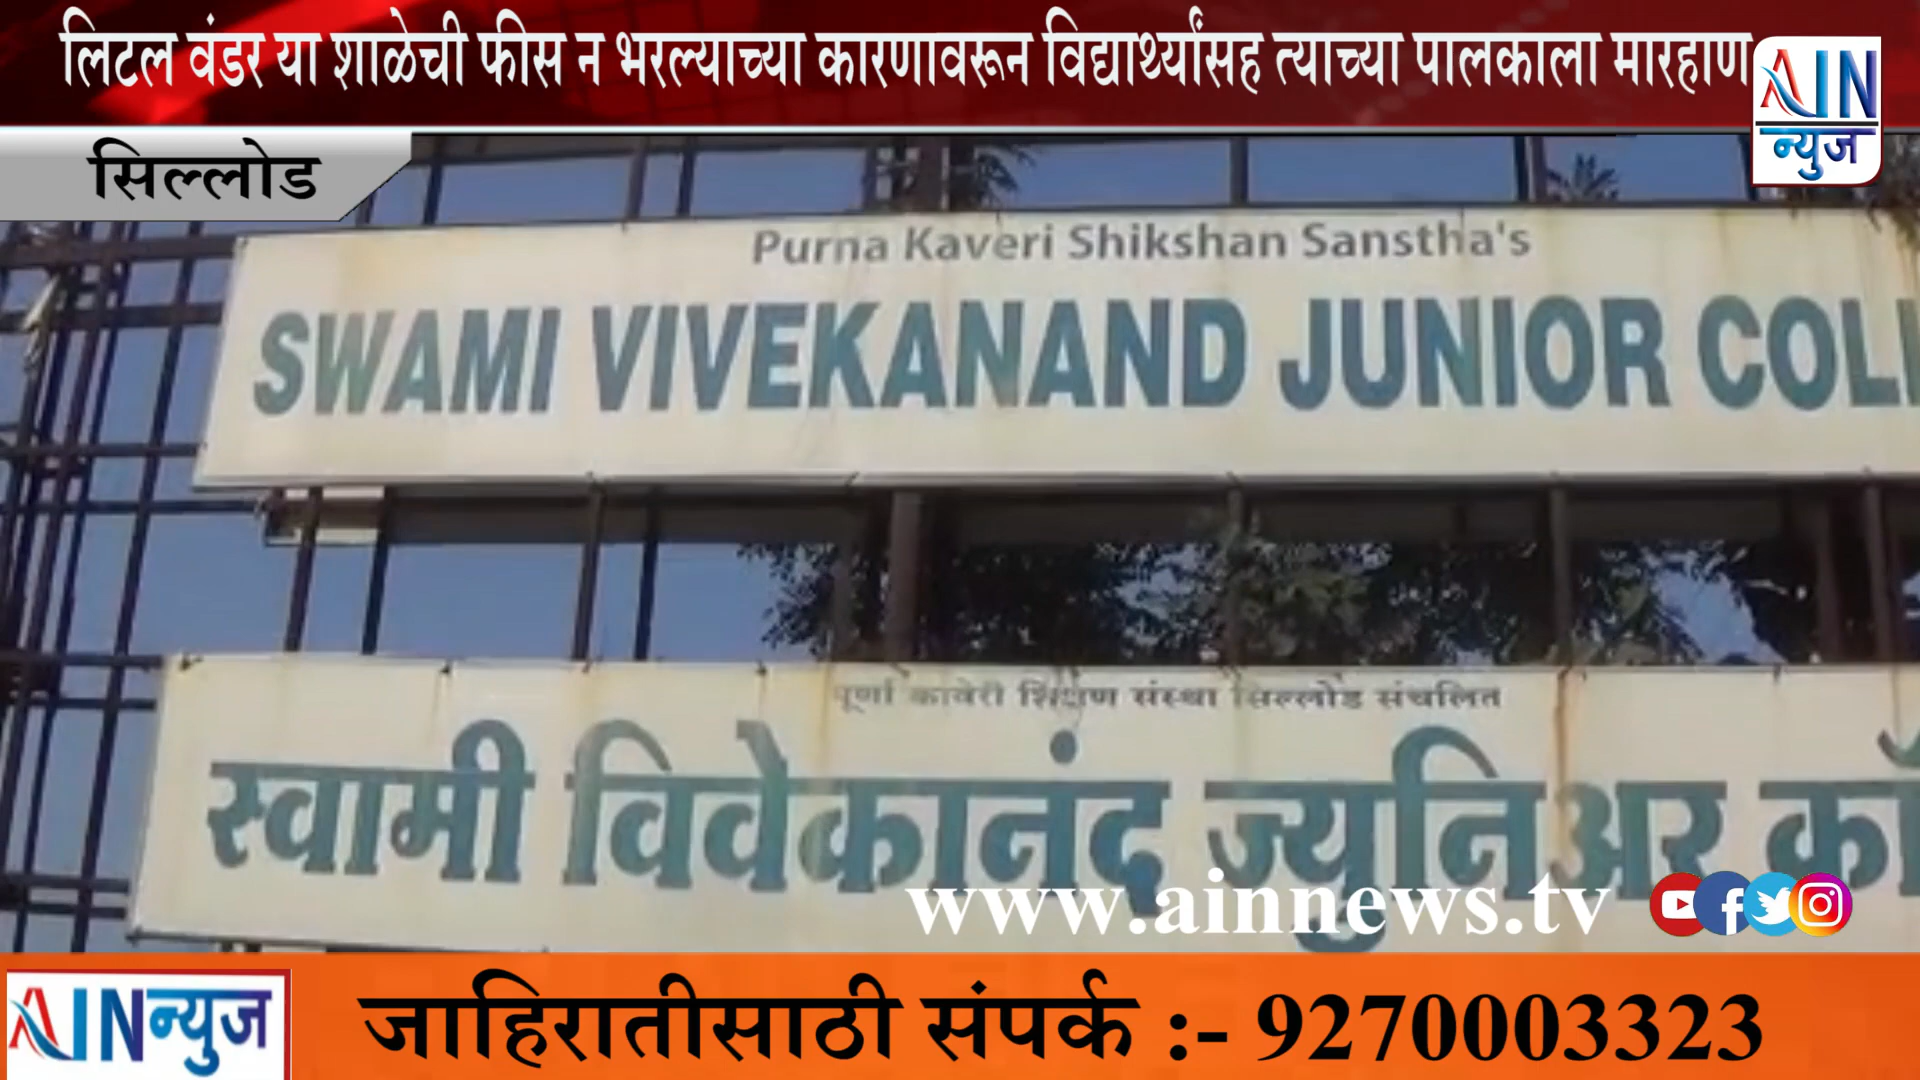 लिटल वंडर या शाळेची फीस न भरल्याच्या कारणावरून विद्यार्थ्यांसह त्याच्या पालकाला मारहाण
AIN
न्युज
सिल्लोड
Purna Kaveri Shikshan Sanstha's
SWAMI VIVEKANAND JUNIOR COLL
पूर्णा कावेरी शिक्षण संस्था सिल्लोड संचलित
स्वामी विवेकानंद ज्युनिअर कॉ
www.ainnews.tv
AIN न्युज
जाहिरातीसाठी संपर्क :- 9270003323